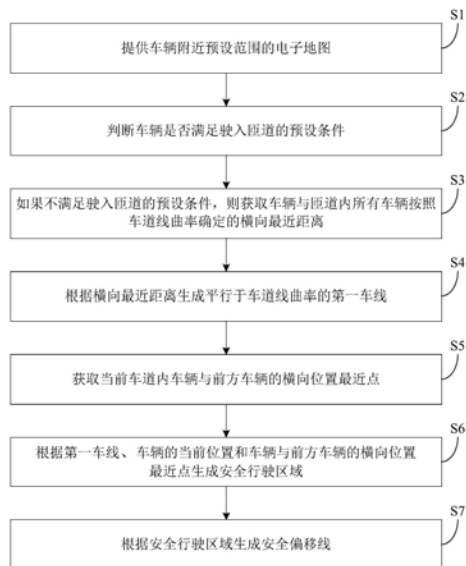 S1
提供车辆附近预设范围的电子地图
S2
判断车辆是否满足驶入匝道的预设条件
S3
如果不满足驶入匝道的预设条件，则获取车辆与匝道内所有车辆按照
车道线曲率确定的横向最近距离
S4
根据横向最近距离生成平行于车道线曲率的第一车线
S5
获取当前车道内车辆与前方车辆的横向位置最近点
S6
根据第一车线、车辆的当前位置和车辆与前方车辆的横向位置
最近点生成安全行驶区域
S7
根据安全行驶区域生成安全偏移线